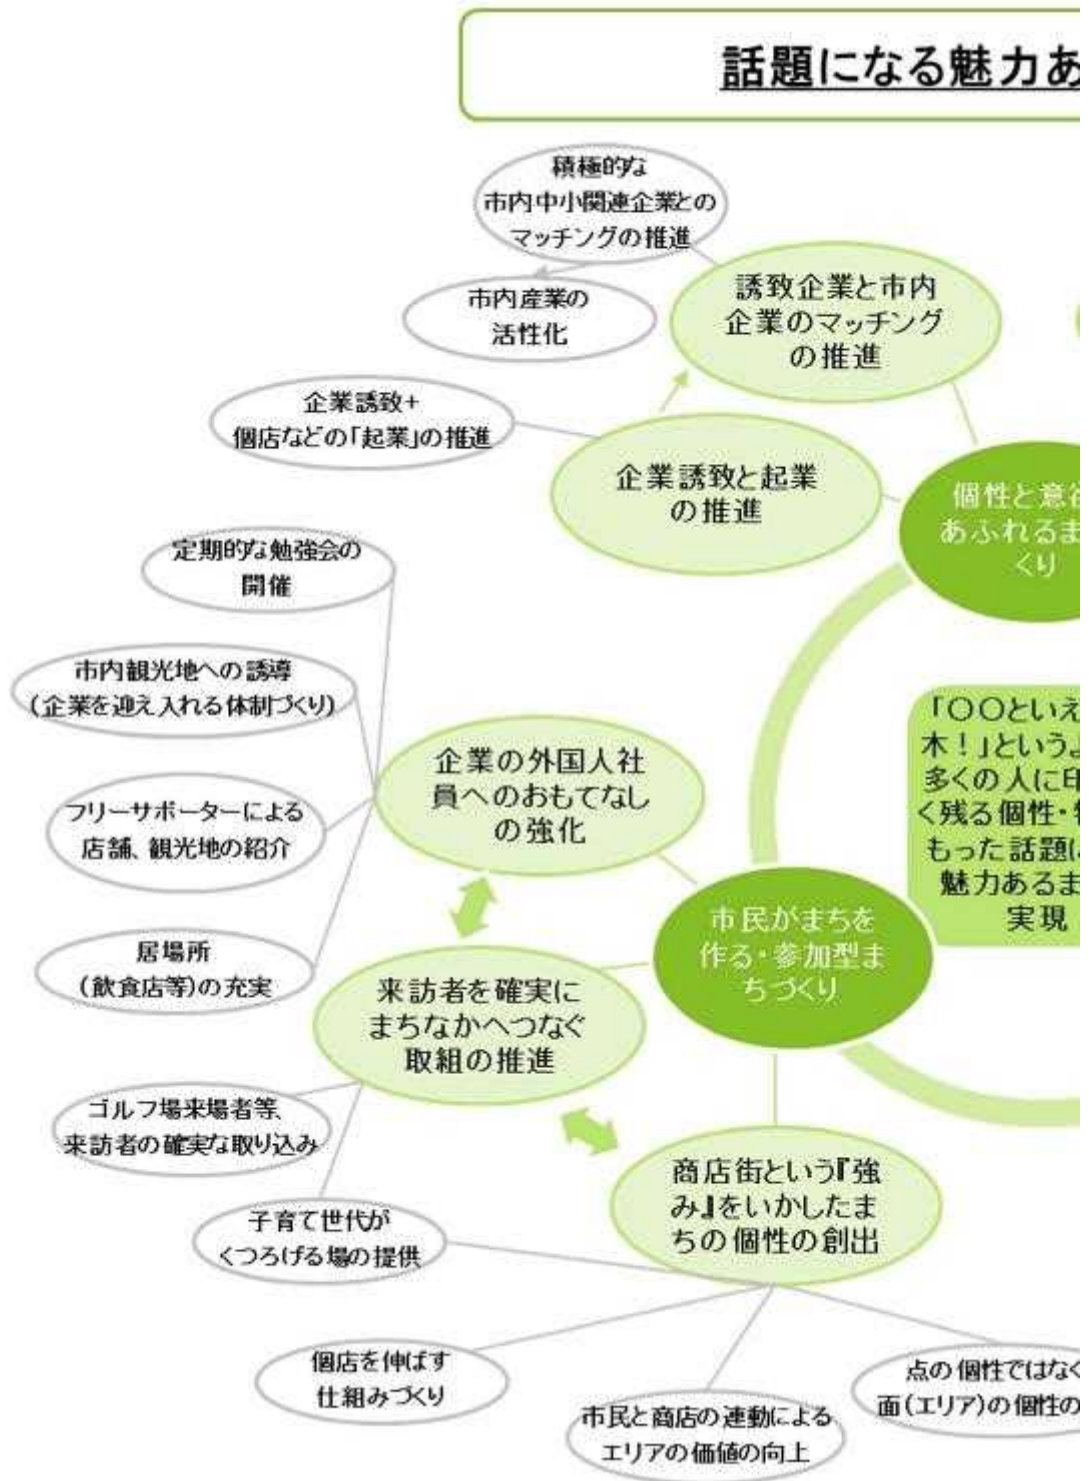 話題になる魅力あ
積極的な
市内中小関連企業との
マッチングの推進
市内産業の
活性化
誘致企業と市内
企業のマッチング
の推進
企業誘致+
個店などの「起業」の推進
企業誘致と起業
の推進
個性と意
あふれるま
くり
定期的な勉強会の
開催
市内観光地への誘導
(企業を迎え入れる体制づくり)
フリーサポーターによる
店舗、観光地の紹介
居場所
(飲食店等)の充実
企業の外国人社
員へのおもてなし
の強化
「〇〇といえ
木！」という
多くの人に
く残る個性・
もった話題に
魅力あるま
実現
市民がまちを
作る・参加型ま
ちづくり
来訪者を確実に
まちなかへつなぐ
取組の推進
ゴルフ場来場者等、
来訪者の確実な取り込み
子育て世代が
くつろげる場の提供
商店街という『強
み』をいかしたま
ちの個性の創出
個店を伸ばす
仕組みづくり
市民と商店の連動による
エリアの価値の向上
点の個性ではなく
面(エリア)の個性の